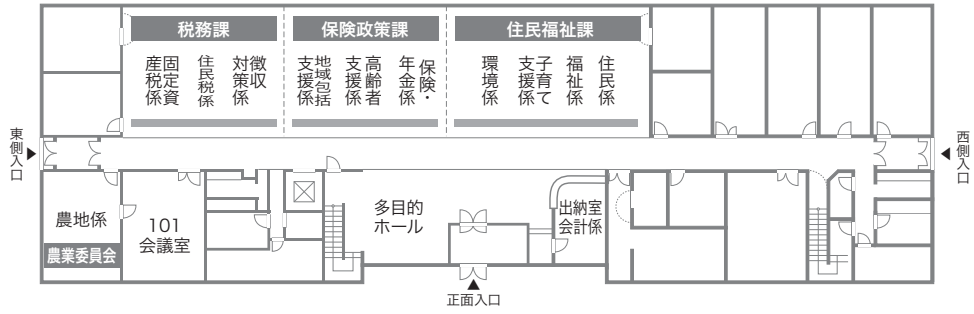 税務課
保険政策課
住民福祉課
固定資
産税係
住民税係
徴収
対策係
地域包括
支援係
高齢者
支援係
保険・
年金係
環境係
子育て
支援係
福祉係
住民係
東側入口
西側入口
農地係
農業委員会
101
会議室
多目的
ホール
出納室
会計係
正面入口